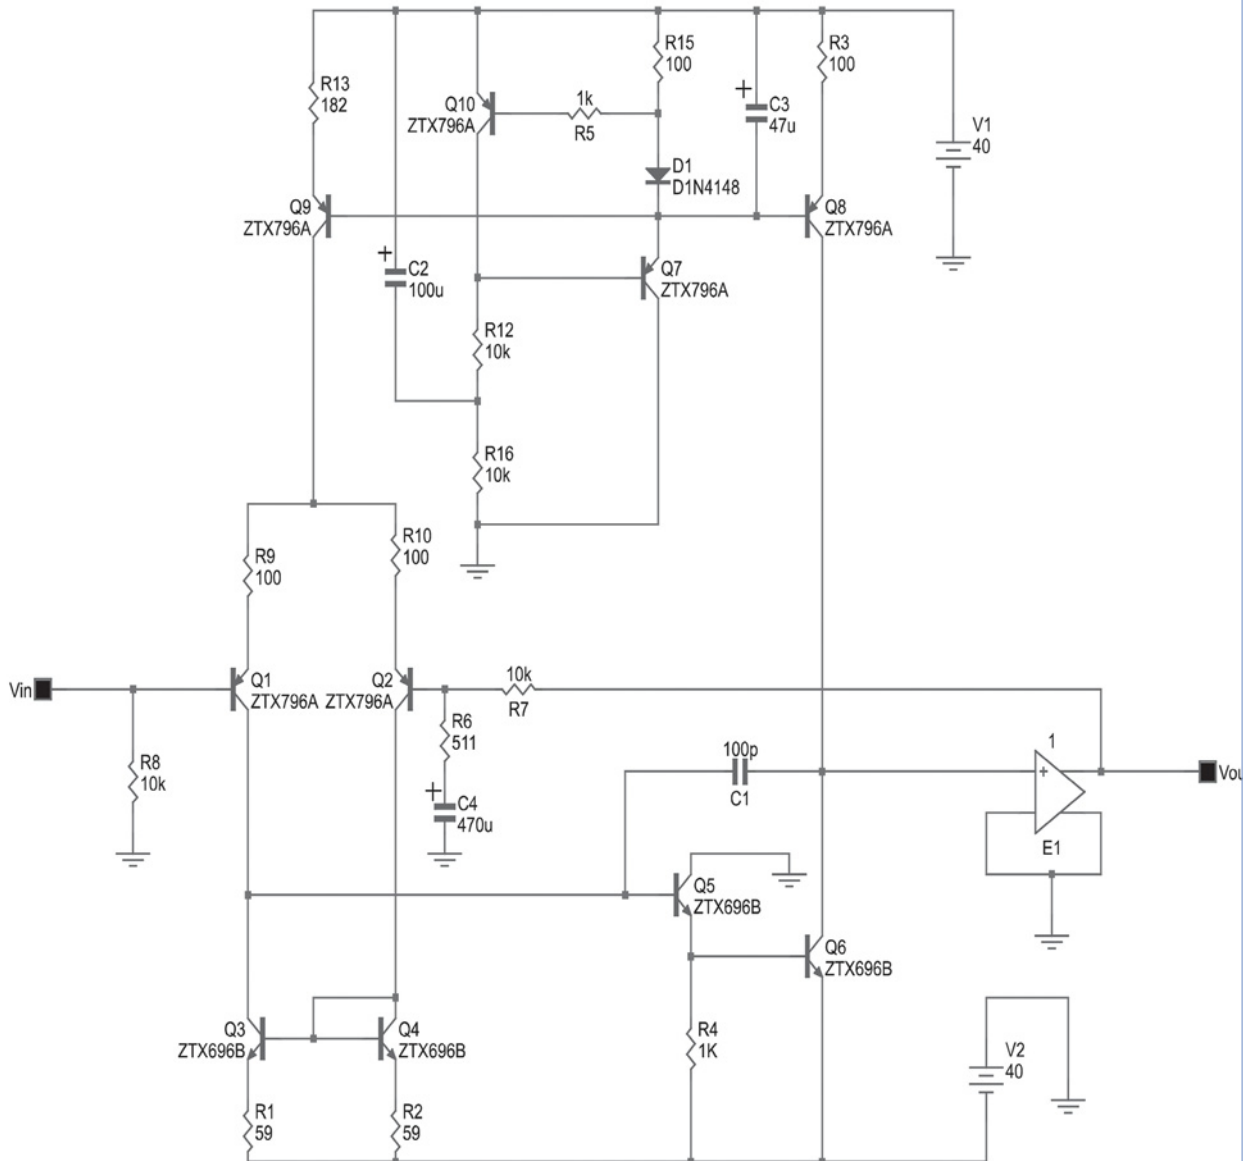 R13
182
Q10
ZTX796A
1k
R5
R15
100
C3
47u
R3
100
V1
40
D1
D1N4148
Q9
ZTX796A
C2
100u
Q7
ZTX796A
Q8
ZTX796A
R12
10k
R16
10k
R9
100
R10
100
Vin
Q1
ZTX796A
Q2
ZTX796A
10k
R7
R8
10k
R6
511
C4
470u
100p
C1
1
E1
Vou
Q5
ZTX696B
Q6
ZTX696B
Q3
ZTX696B
Q4
ZTX696B
R4
1K
V2
40
R1
59
R2
59